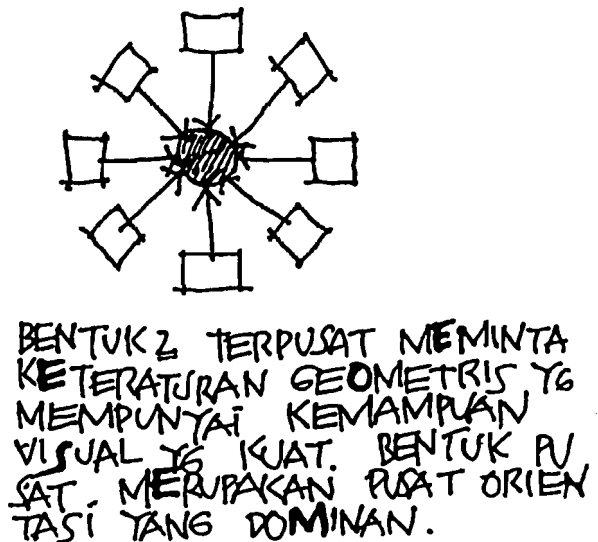 BENTUK2 TERPUSAT MEMINTA
KETERATURAN GEOMETRIS YG
MEMPUNYAI KEMAMPUAN
VISUAL YG KUAT. BENTUK PU
SAT. MERUPAKAN PUSAT ORIEN
TASI YANG DOMINAN.